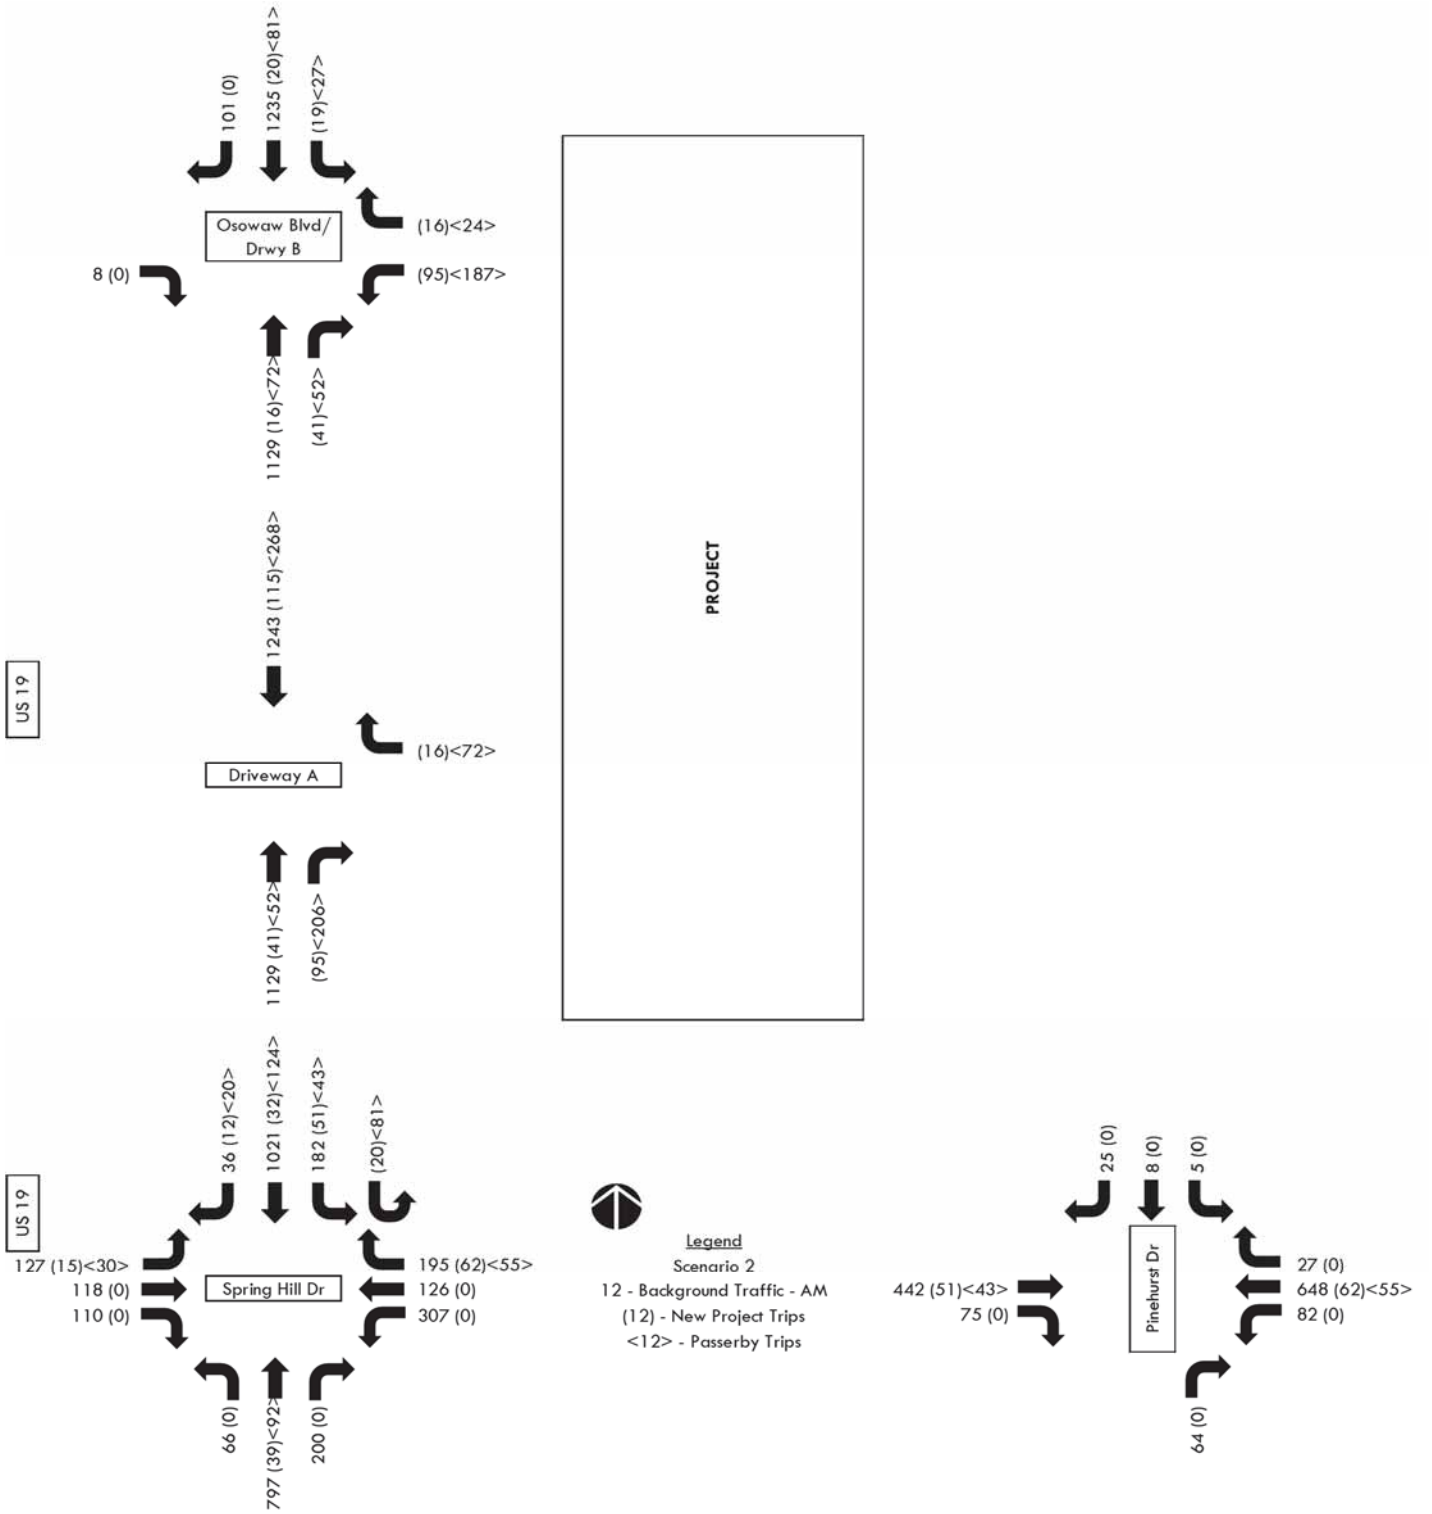 101 (0)
1235 (20)<81>
(19)<27>
Osowaw Blvd/
Drwy B
(16)<24>
8 (0)
(95)<187>
1129 (16)<72>
(41)<52>
1243 (115)<268>
PROJECT
US 19
(16)<72>
Driveway A
1129 (41)<52>
(95)<206>
36 (12)<20>
1021 (32)<124>
182 (51)<43>
(20)<81>
US 19
127 (15)<30>
118 (0)
110 (0)
Spring Hill Dr
195 (62)<55>
126 (0)
307 (0)
66 (0)
797 (39)<92>
200 (0)
Legend
Scenario 2
12 - Background Traffic - AM
(12) - New Project Trips
<12> - Passerby Trips
25 (0)
8 (0)
5 (0)
442 (51)<43>
75 (0)
Pinehurst Dr
27 (0)
648 (62)<55>
82 (0)
64 (0)